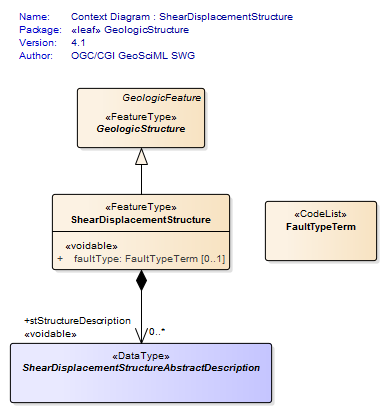 Name: Context Diagram : ShearDisplacementStructure
Package: «leaf» GeologicStructure
Version: 4.1
Author: OGC/CGI GeoSciML SWG
GeologicFeature
«FeatureType»
GeologicStructure
«FeatureType»
ShearDisplacementStructure
«voidable»
+ faultType: FaultTypeTerm [0..1]
«CodeList»
FaultTypeTerm
+stStructureDescription
«voidable»
0..*
«DataType»
ShearDisplacementStructureAbstractDescription